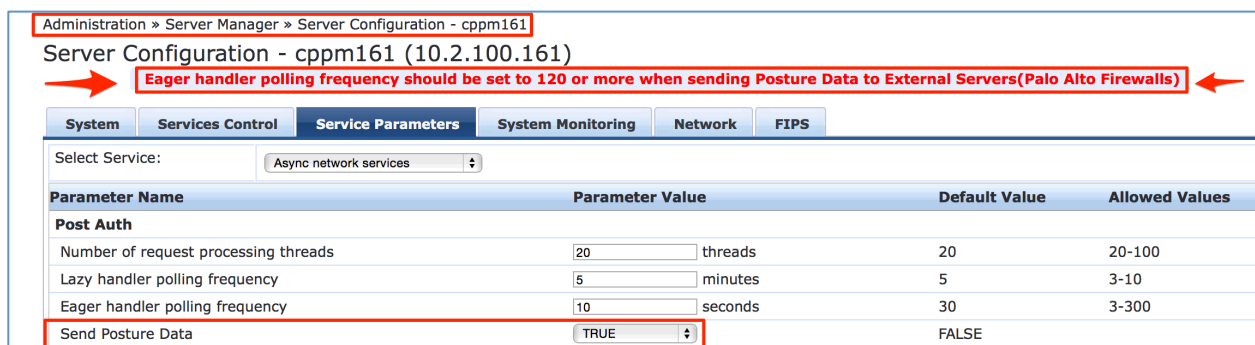 Administration » Server Manager » Server Configuration - cppm161
Server Configuration - cppm161 (10.2.100.161)
Eager handler polling frequency should be set to 120 or more when sending Posture Data to External Servers(Palo Alto Firewalls)
System Services Control Service Parameters System Monitoring Network FIPS
Select Service: Async network services
Parameter Name Parameter Value Default Value Allowed Values
Post Auth
Number of request processing threads 20 threads 20 20-100
Lazy handler polling frequency 5 minutes 5 3-10
Eager handler polling frequency 10 seconds 30 3-300
Send Posture Data TRUE FALSE